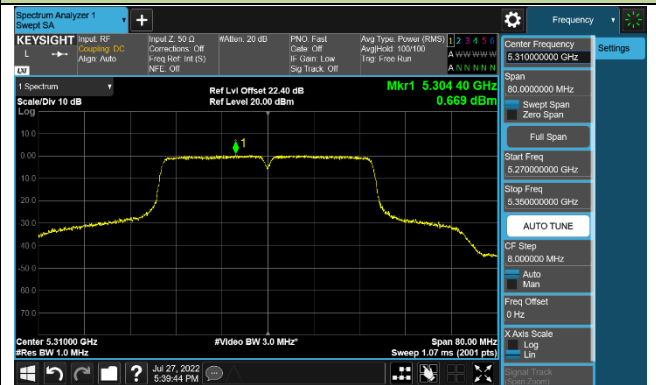 Spectrum Analyzer 1
Swept SA
Frequency
KEYSIGHT
L
LXI
Input: RF
Coupling: DC
Align: Auto
Input Z: 50 Ω
Corrections: Off
Freq Ref: Int (S)
NFE: Off
#Atten: 20 dB
PNO: Fast
Gate: Off
IF Gain: Low
Sig Track: Off
Avg Type: Power (RMS)
Avg|Hold: 100/100
Trig: Free Run
1 2 3 4 5 6
A W W W W W
A N N N N N
1 Spectrum
Scale/Div 10 dB
Log
Ref Lvl Offset 22.40 dB
Ref Level 20.00 dBm
Mkr1 5.304 40 GHz
0.669 dBm
1
10.0
0.00
-10.0
-20.0
-30.0
-40.0
-50.0
-60.0
-70.0
Center 5.31000 GHz
#Res BW 1.0 MHz
#Video BW 3.0 MHz*
Span 80.00 MHz
Sweep 1.07 ms (2001 pts)
Jul 27, 2022
5:39:44 PM
Center Frequency
5.310000000 GHz
Settings
Span
80.0000000 MHz
Swept Span
Zero Span
Full Span
Start Freq
5.270000000 GHz
Stop Freq
5.350000000 GHz
AUTO TUNE
CF Step
8.000000 MHz
Auto
Man
Freq Offset
0 Hz
X Axis Scale
Log
Lin
Signal Track
(Span Zoom)